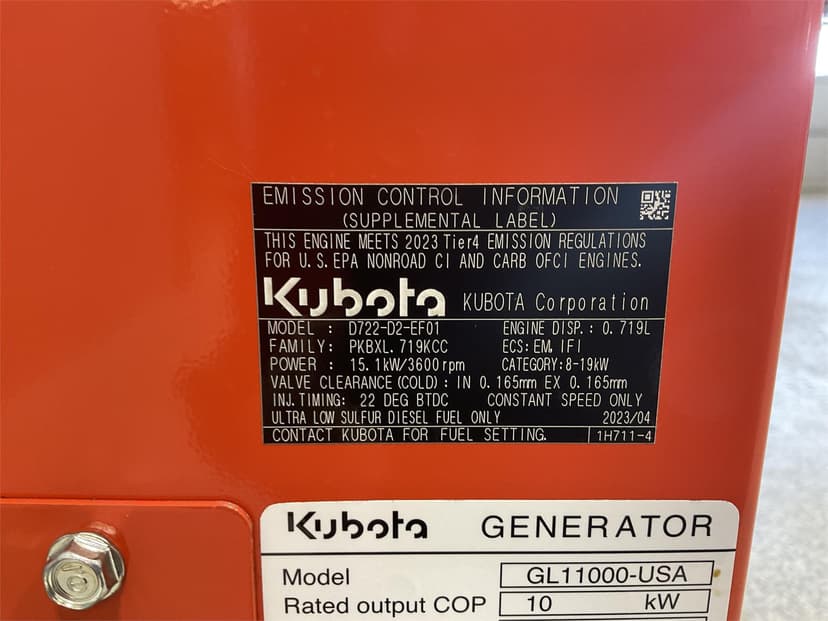 EMISSION CONTROL INFORMATION
(SUPPLEMENTAL LABEL)
THIS ENGINE MEETS 2023 Tier4 EMISSION REGULATIONS
FOR U.S. EPA NONROAD CI AND CARB OFCI ENGINES.
Kubota KUBOTA Corporation
MODEL : D722-D2-EF01 ENGINE DISP.: 0.719L
FAMILY: PKBXL.719KCC ECS: EM, IFI
POWER : 15.1kW/3600rpm CATEGORY:8-19kW
VALVE CLEARANCE(COLD) : IN 0.165mm EX 0.165mm
INJ.TIMING: 22 DEG BTDC CONSTANT SPEED ONLY
ULTRA LOW SULFUR DIESEL FUEL ONLY 2023/04
CONTACT KUBOTA FOR FUEL SETTING. 1H711-4
Kubota GENERATOR
Model GL11000-USA
Rated output COP 10 kW